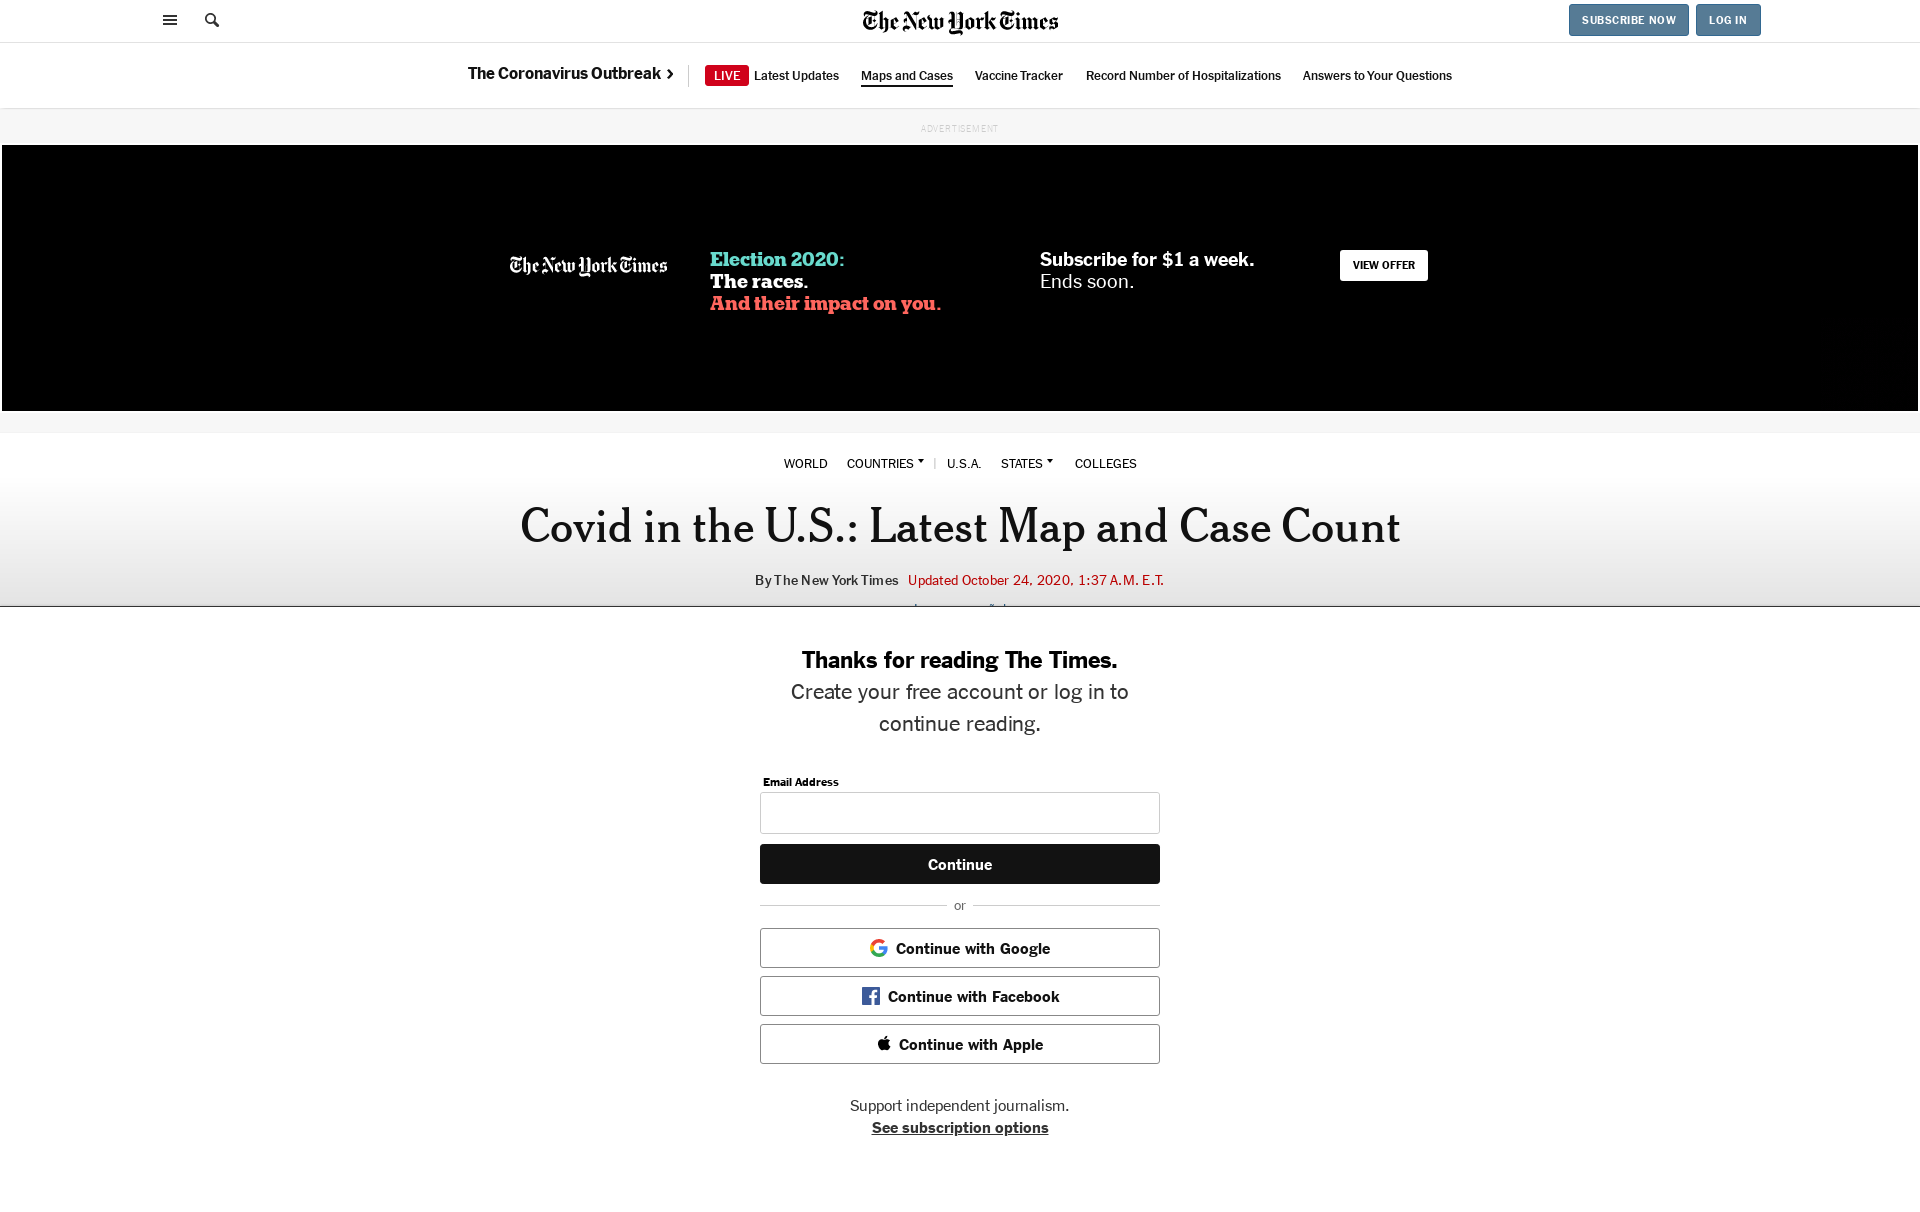 The New York Times
SUBSCRIBE NOW
LOG IN
The Coronavirus Outbreak
LIVE Latest Updates
Maps and Cases
Vaccine Tracker
Record Number of Hospitalizations
Answers to Your Questions
ADVERTISEMENT
The New York Times
Election 2020:
The races.
And their impact on you.
Subscribe for $1 a week.
Ends soon.
VIEW OFFER
WORLD
COUNTRIES
U.S.A.
STATES
COLLEGES
Covid in the U.S.: Latest Map and Case Count
By The New York Times Updated October 24, 2020, 1:37 A.M. E.T.
Thanks for reading The Times.
Create your free account or log in to
continue reading.
Email Address
Continue
or
Continue with Google
Continue with Facebook
Continue with Apple
Support independent journalism.
See subscription options